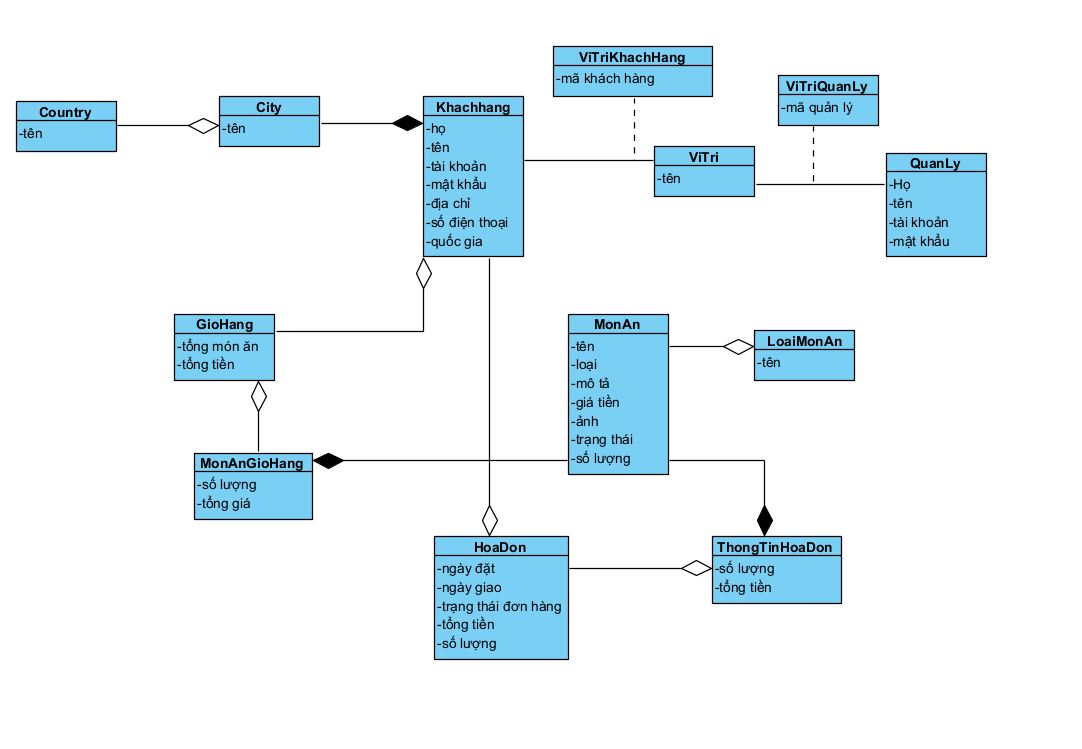 Country
-tên
City
-tên
Khachhang
-họ
-tên
-tài khoản
-mật khẩu
-địa chỉ
-số điện thoại
-quốc gia
ViTriKhachHang
-mã khách hàng
ViTri
-tên
ViTriQuanLy
-mã quản lý
QuanLy
-Họ
-tên
-tài khoản
-mật khẩu
GioHang
-tổng món ăn
-tổng tiền
MonAnGioHang
-số lượng
-tổng giá
MonAn
-tên
-loại
-mô tả
-giá tiền
-ảnh
-trạng thái
-số lượng
LoaiMonAn
-tên
HoaDon
-ngày đặt
-ngày giao
-trạng thái đơn hàng
-tổng tiền
-số lượng
ThongTinHoaDon
-số lượng
-tổng tiền